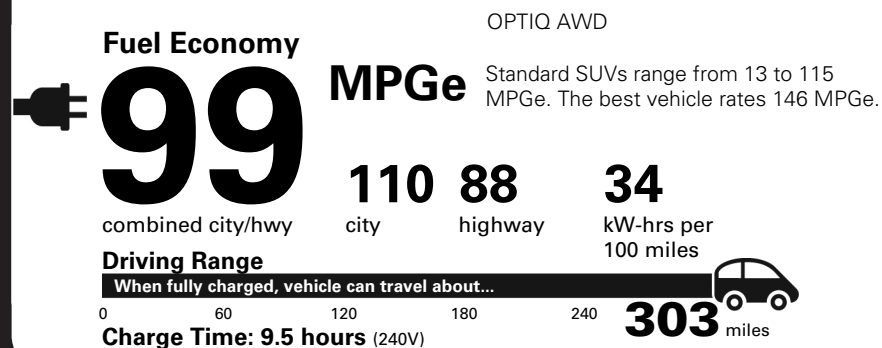 OPTIQ AWD
Fuel Economy
99
MPGe
Standard SUVs range from 13 to 115
MPGe. The best vehicle rates 146 MPGe.
110 88 34
combined city/hwy city highway kW-hrs per
100 miles
Driving Range
When fully charged, vehicle can travel about...
0 60 120 180 240 303 miles
Charge Time: 9.5 hours (240V)